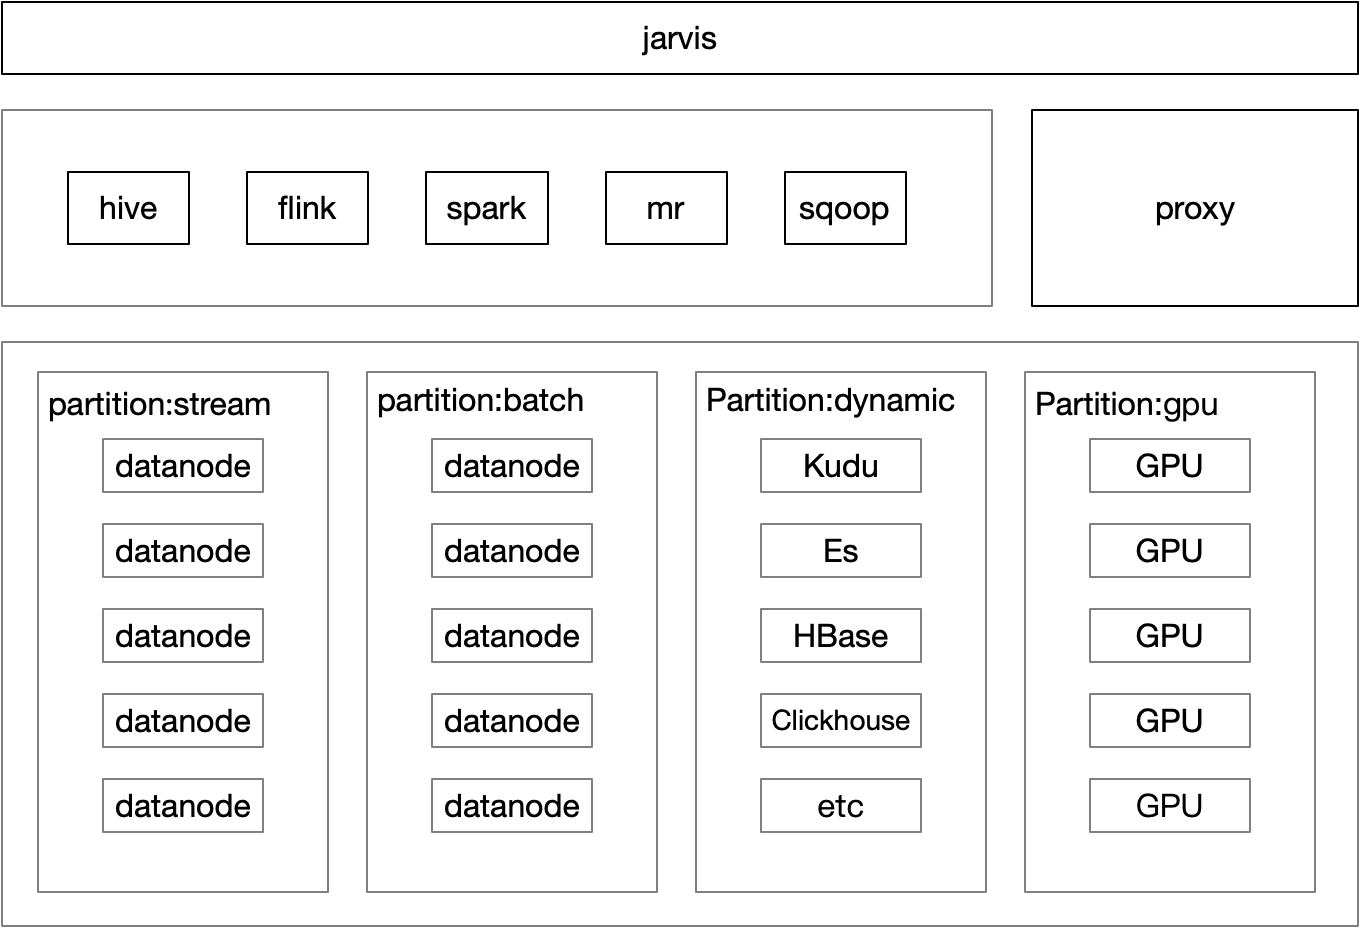 jarvis
hive
flink
spark
mr
sqoop
proxy
partition:stream
datanode
datanode
datanode
datanode
datanode
partition:batch
datanode
datanode
datanode
datanode
datanode
Partition:dynamic
Kudu
Es
HBase
Clickhouse
etc
Partition:gpu
GPU
GPU
GPU
GPU
GPU